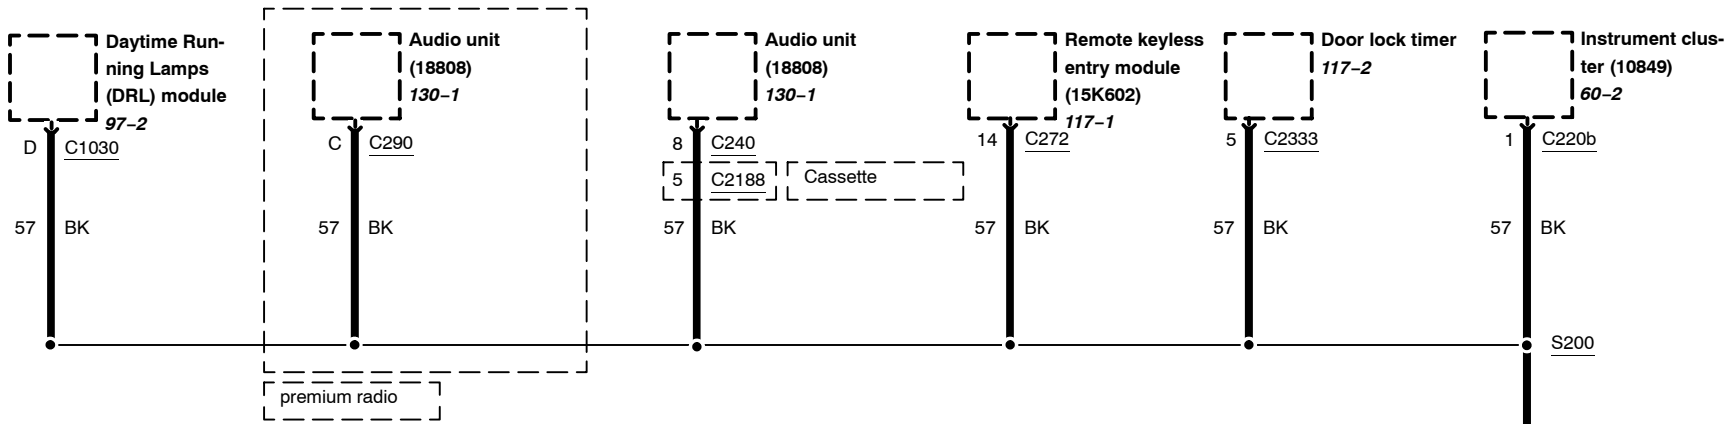 Daytime Run-
ning Lamps
(DRL) module
97–2
D C1030
57 BK
Audio unit
(18808)
130–1
C C290
57 BK
premium radio
Audio unit
(18808)
130–1
8 C240
5 C2188 Cassette
57 BK
Remote keyless
entry module
(15K602)
117–1
14 C272
57 BK
Door lock timer
117–2
5 C2333
57 BK
Instrument clus-
ter (10849)
60–2
1 C220b
57 BK
S200